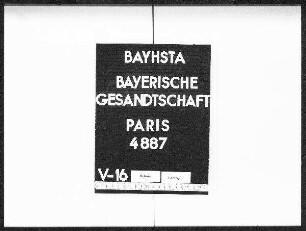 BAYHSTA
BAYERISCHE
GESANDTSCHAFT
PARIS
4887
V-16